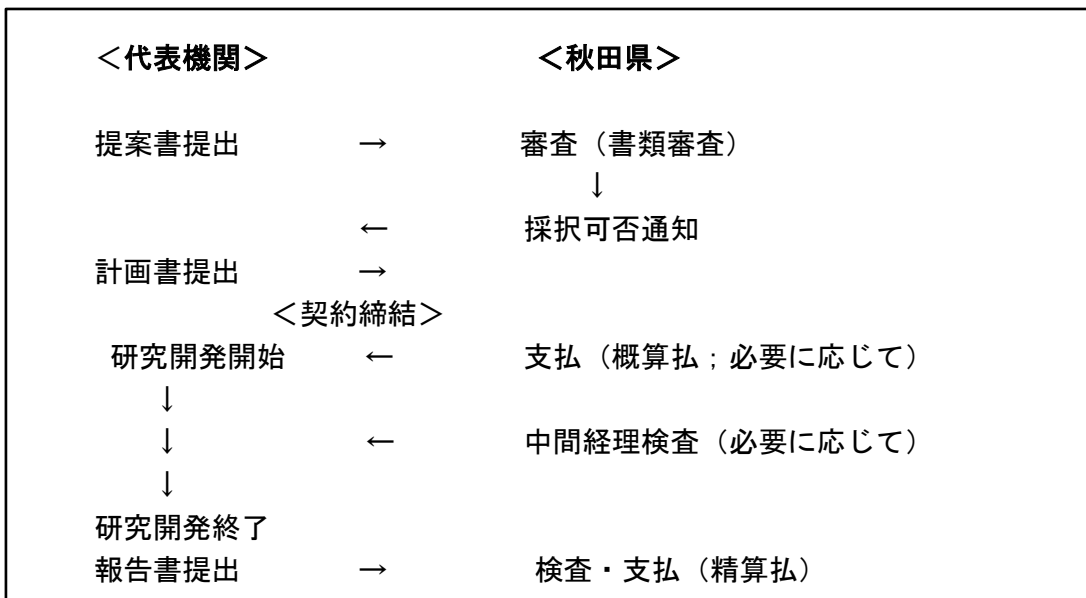 ＜代表機関＞ ＜秋田県＞
提案書提出 → 審査（書類審査）
↓
← 採択可否通知
計画書提出 →
＜契約締結＞
研究開発開始 ← 支払（概算払；必要に応じて）
↓
↓ ← 中間経理検査（必要に応じて）
↓
研究開発終了
報告書提出 → 検査・支払（精算払）